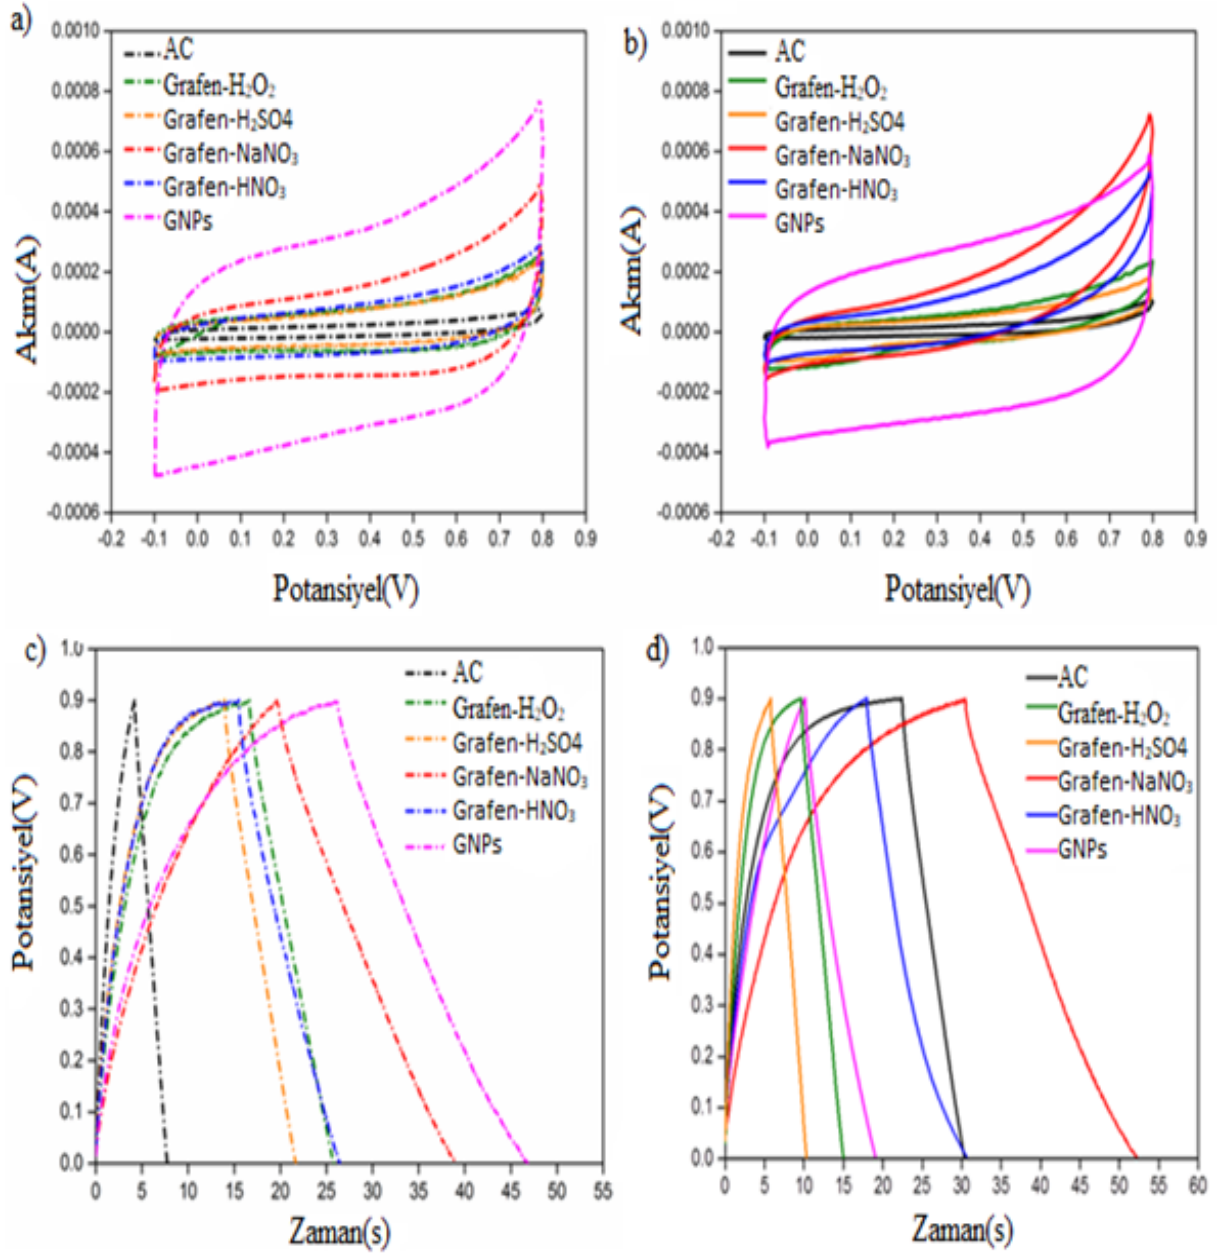 a)
0.0010
0.0008
0.0006
0.0004
0.0002
0.0000
-0.0002
-0.0004
-0.0006
Akım(A)
AC
Grafen-H₂O₂
Grafen-H₂SO4
Grafen-NaNO₃
Grafen-HNO₃
GNPs
-0.2 -0.1 0.0 0.1 0.2 0.3 0.4 0.5 0.6 0.7 0.8 0.9
Potansiyel(V)
b)
0.0010
0.0008
0.0006
0.0004
0.0002
0.0000
-0.0002
-0.0004
-0.0006
Akım(A)
AC
Grafen-H₂O₂
Grafen-H₂SO4
Grafen-NaNO₃
Grafen-HNO₃
GNPs
-0.2 -0.1 0.0 0.1 0.2 0.3 0.4 0.5 0.6 0.7 0.8 0.9
Potansiyel(V)
c)
1.0
0.9
0.8
0.7
0.6
0.5
0.4
0.3
0.2
0.1
0.0
Potansiyel(V)
AC
Grafen-H₂O₂
Grafen-H₂SO4
Grafen-NaNO₃
Grafen-HNO₃
GNPs
0 5 10 15 20 25 30 35 40 45 50 55
Zaman(s)
d)
1.0
0.9
0.8
0.7
0.6
0.5
0.4
0.3
0.2
0.1
0.0
Potansiyel(V)
AC
Grafen-H₂O₂
Grafen-H₂SO4
Grafen-NaNO₃
Grafen-HNO₃
GNPs
0 5 10 15 20 25 30 35 40 45 50 55 60
Zaman(s)